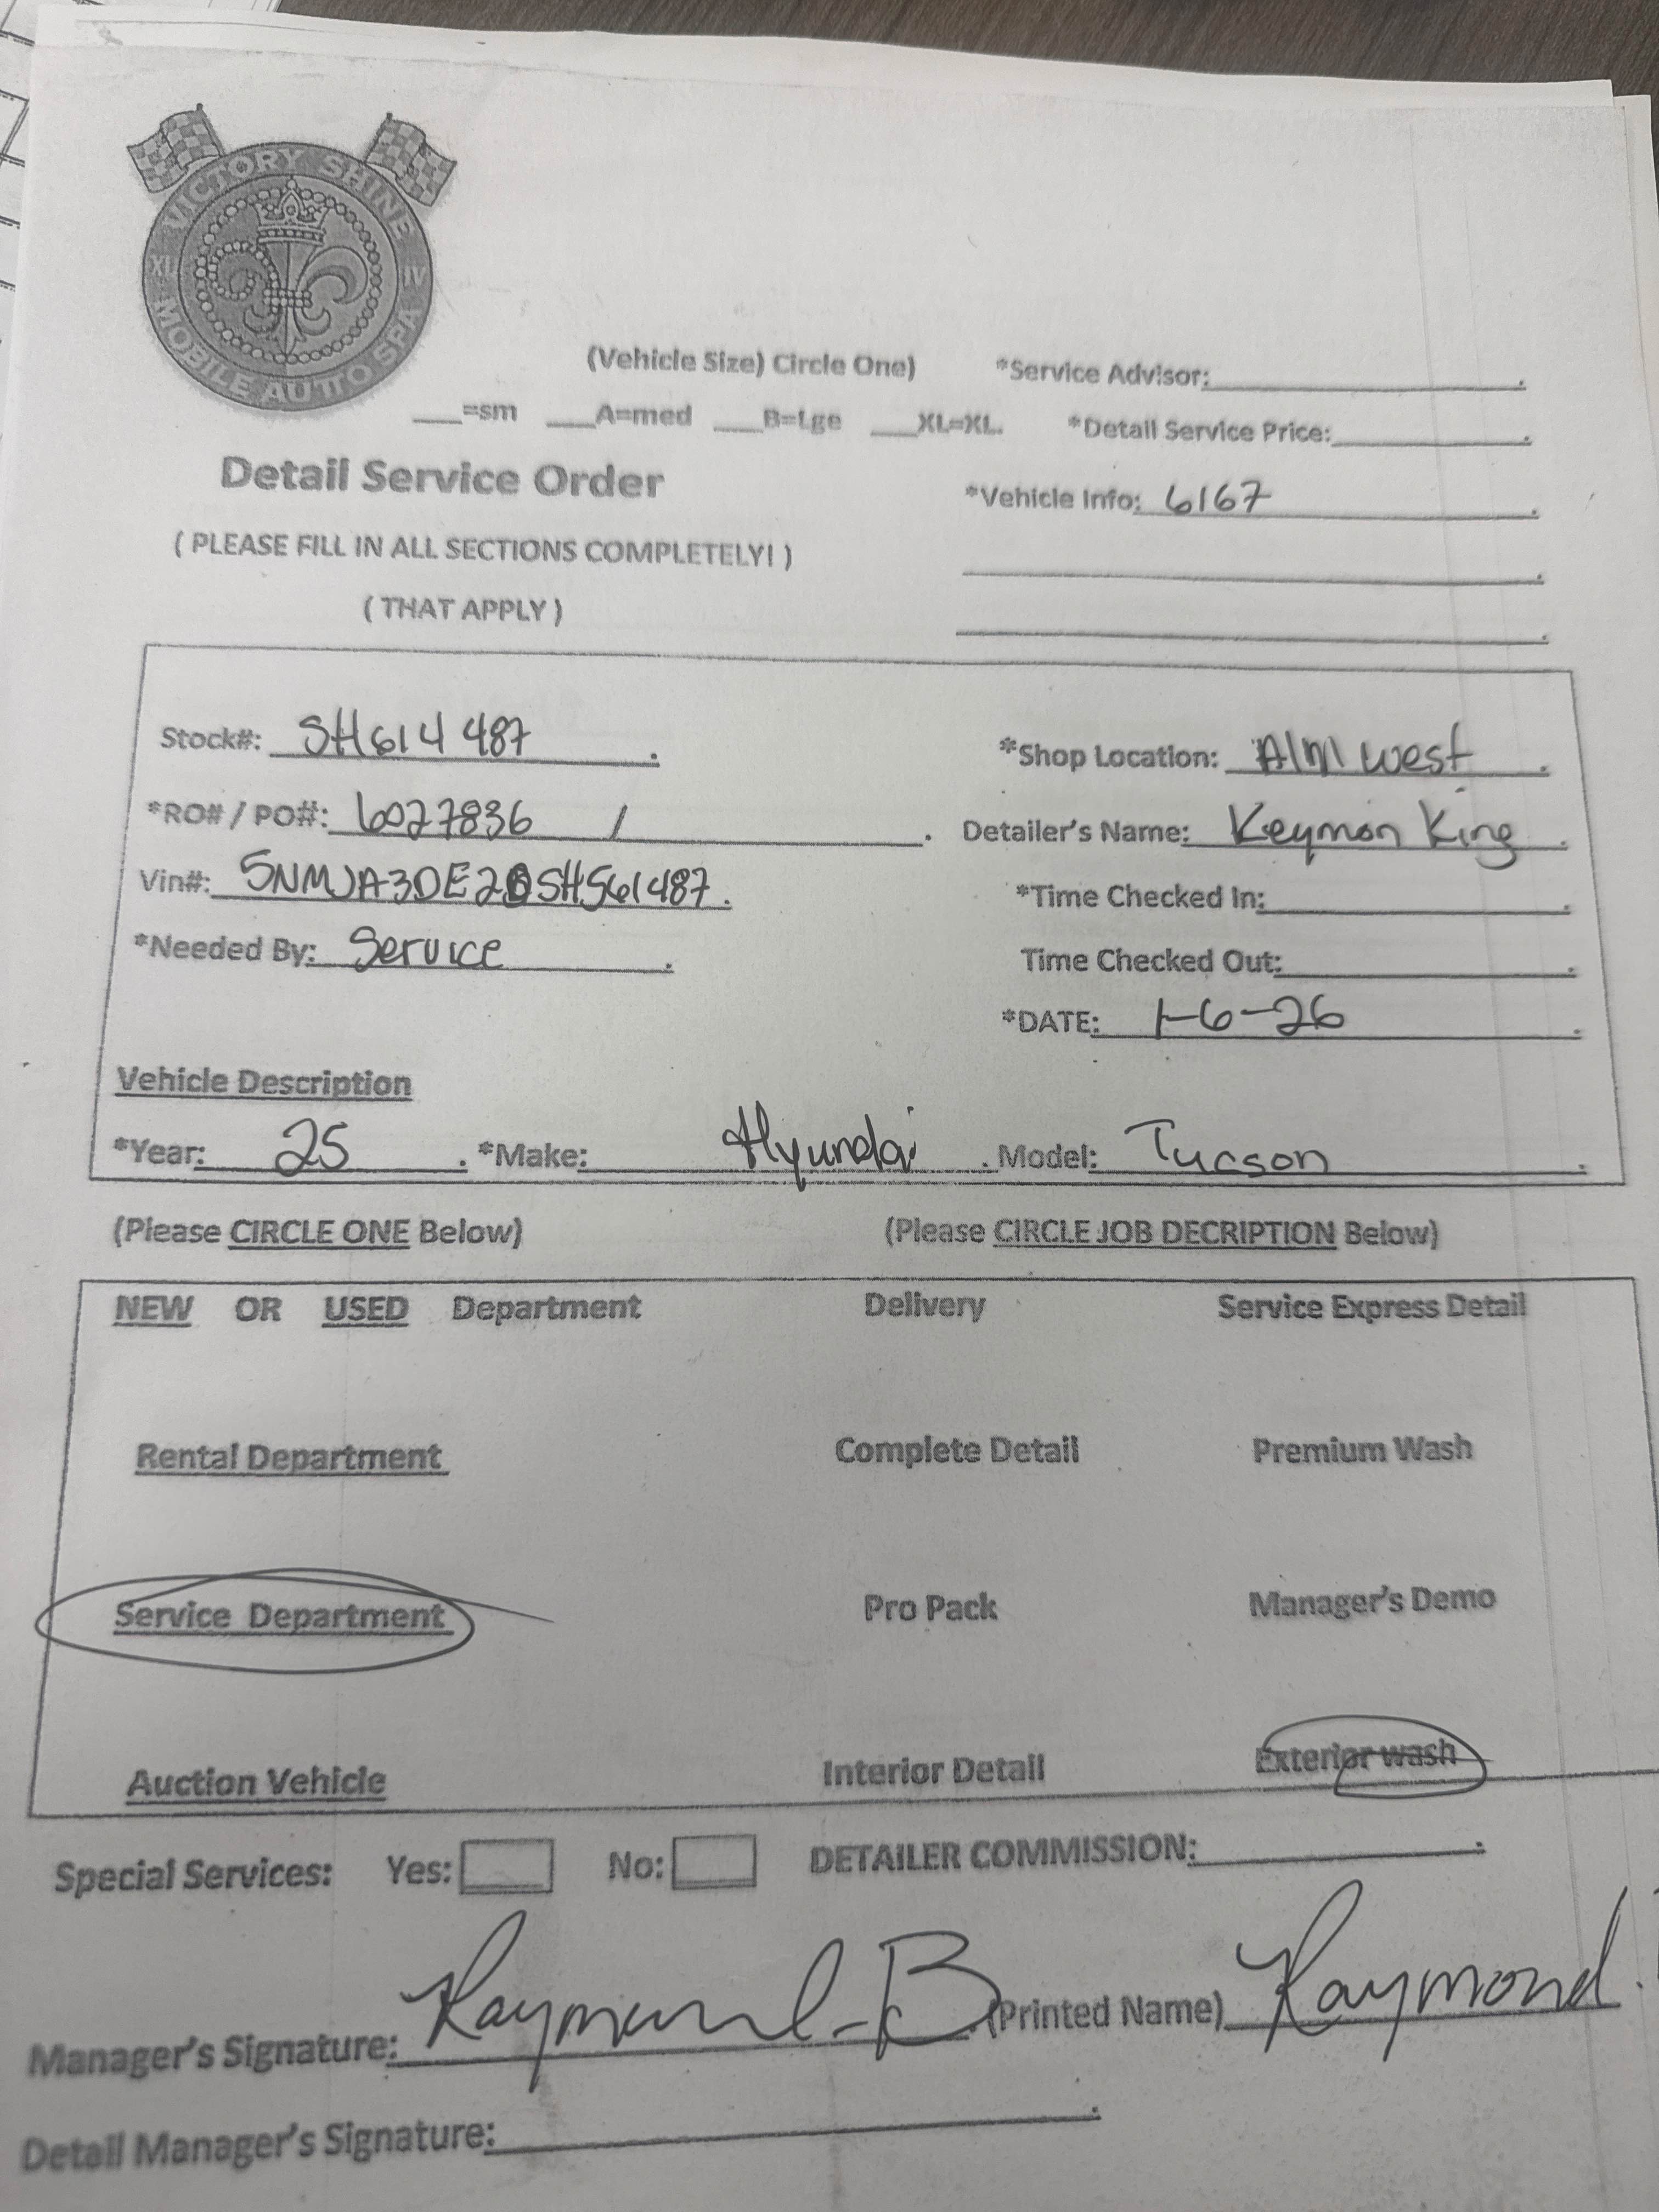 VICTORY SHINE
XI IV
MOBILE AUTO SPA
(Vehicle Size) Circle One) *Service Advisor:
___=sm ___A=med ___B=Lge ___XL=XL. *Detail Service Price:
Detail Service Order
*Vehicle Info: 6167
( PLEASE FILL IN ALL SECTIONS COMPLETELY! )
( THAT APPLY )
Stock#: SH614487 *Shop Location: ALM west
*RO# / PO#: 6027836 / Detailer's Name: Keymon King
Vin#: 5NMJA3DE2 SH561487 *Time Checked In:
*Needed By: Service Time Checked Out:
*DATE: 1-6-26
Vehicle Description
*Year: 25 *Make: Hyundai Model: Tucson
(Please CIRCLE ONE Below) (Please CIRCLE JOB DECRIPTION Below)
NEW OR USED Department Delivery Service Express Detail
Rental Department Complete Detail Premium Wash
Service Department Pro Pack Manager's Demo
Auction Vehicle Interior Detail Exterior wash
Special Services: Yes: No: DETAILER COMMISSION:
Manager's Signature: Raymond-B (Printed Name) Raymond.
Detail Manager's Signature: